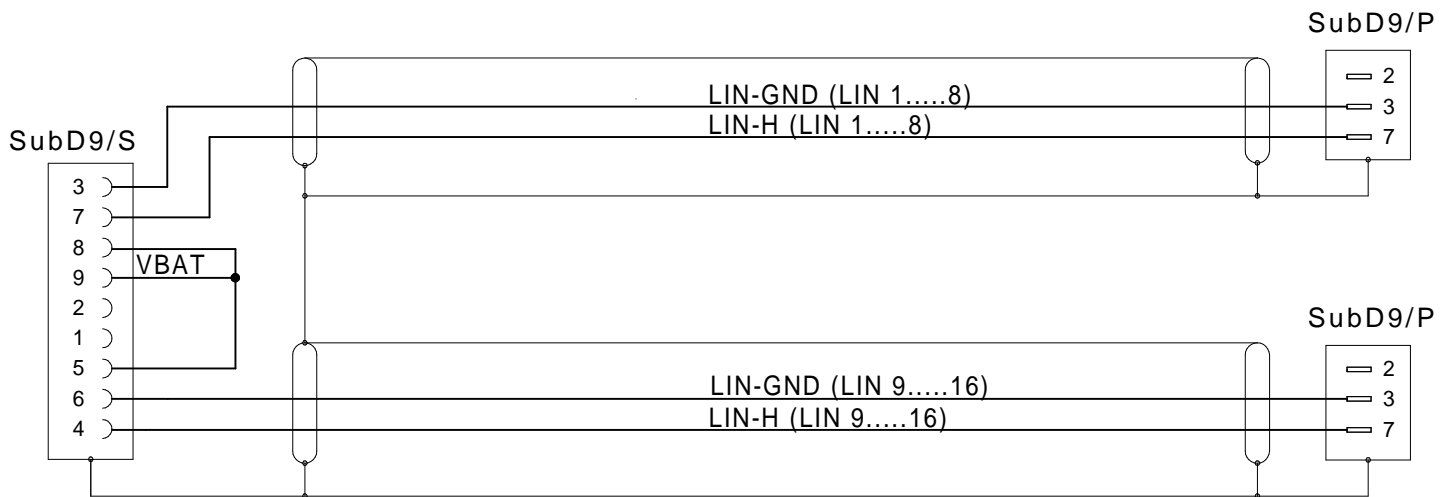 SubD9/P
2
LIN-GND (LIN 1.....8)
3
LIN-H (LIN 1.....8)
7
SubD9/S
3
7
8
VBAT
9
2
1
5
6
4
SubD9/P
2
LIN-GND (LIN 9.....16)
3
LIN-H (LIN 9.....16)
7